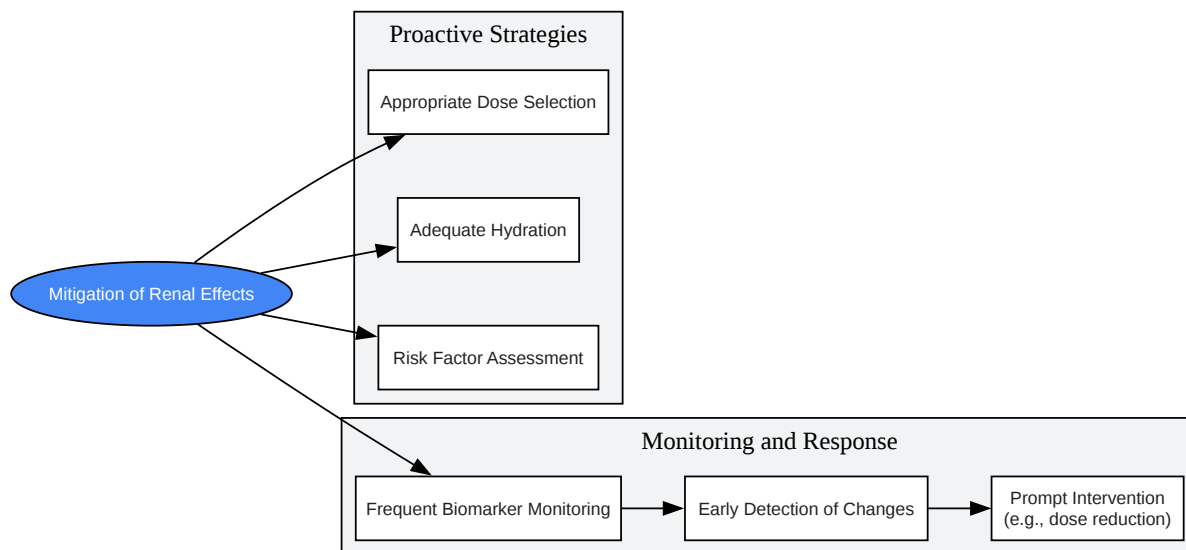 Proactive Strategies
Appropriate Dose Selection
Adequate Hydration
Mitigation of Renal Effects
Risk Factor Assessment
Monitoring and Response
Frequent Biomarker Monitoring
Early Detection of Changes
Prompt Intervention
(e.g., dose reduction)